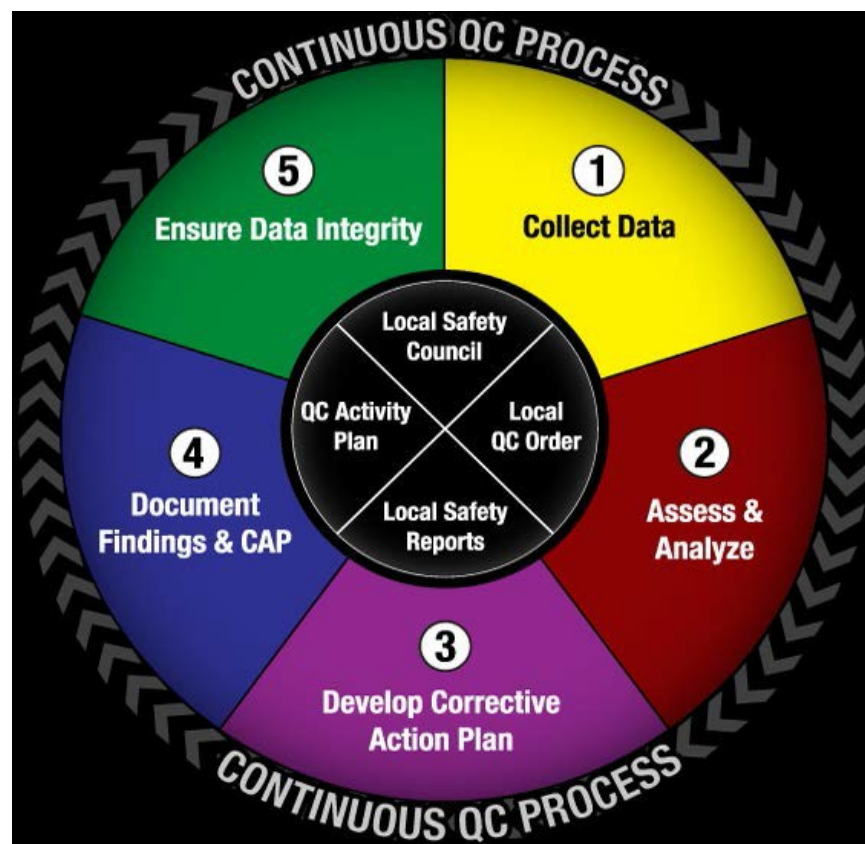 CONTINUOUS QC PROCESS
1
Collect Data
2
Assess &
Analyze
3
Develop Corrective
Action Plan
4
Document
Findings & CAP
5
Ensure Data Integrity
Local Safety
Council
Local
QC Order
Local Safety
Reports
QC Activity
Plan
CONTINUOUS QC PROCESS